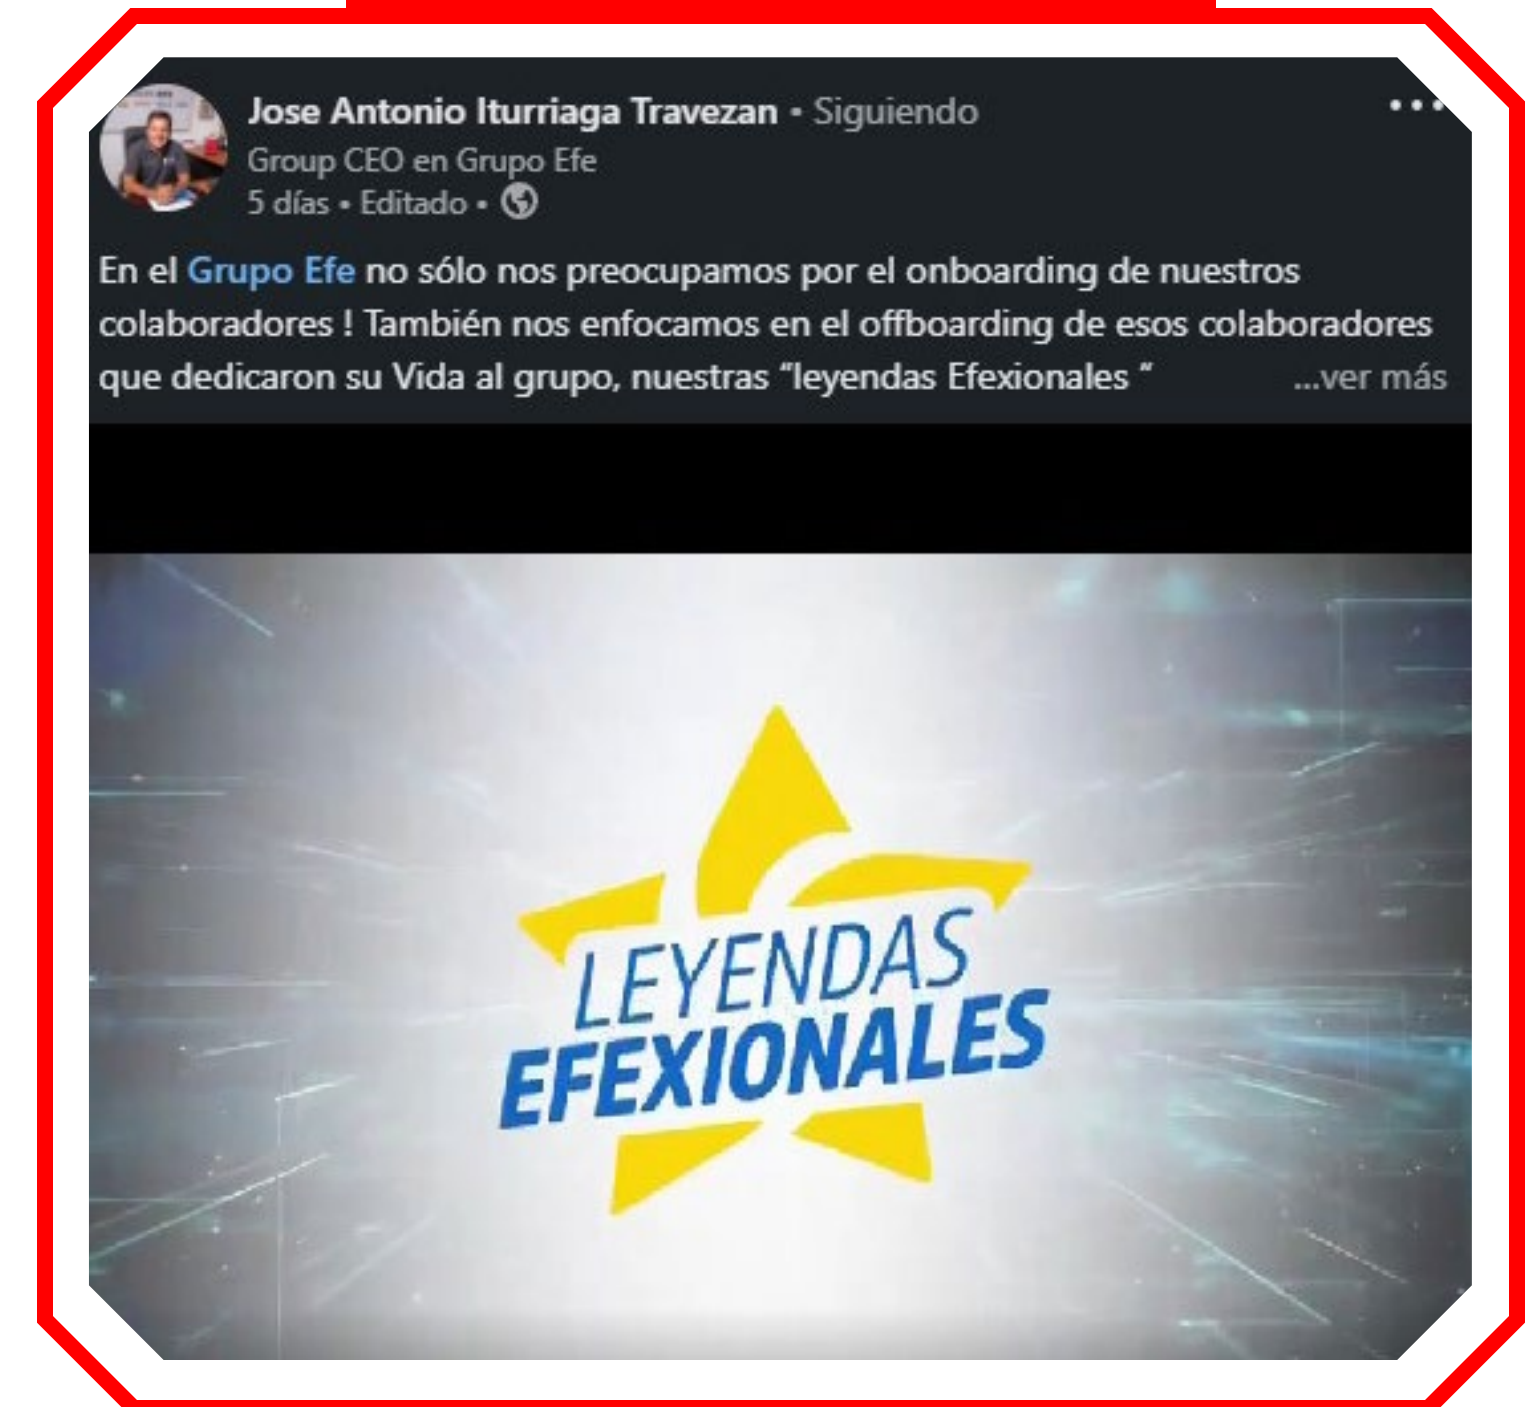 Jose Antonio Iturriaga Travezan • Siguiendo
Group CEO en Grupo Efe
5 días • Editado •
En el Grupo Efe no sólo nos preocupamos por el onboarding de nuestros
colaboradores ! También nos enfocamos en el offboarding de esos colaboradores
que dedicaron su Vida al grupo, nuestras “leyendas Efexionales “ ...ver más
LEYENDAS
EFEXIONALES